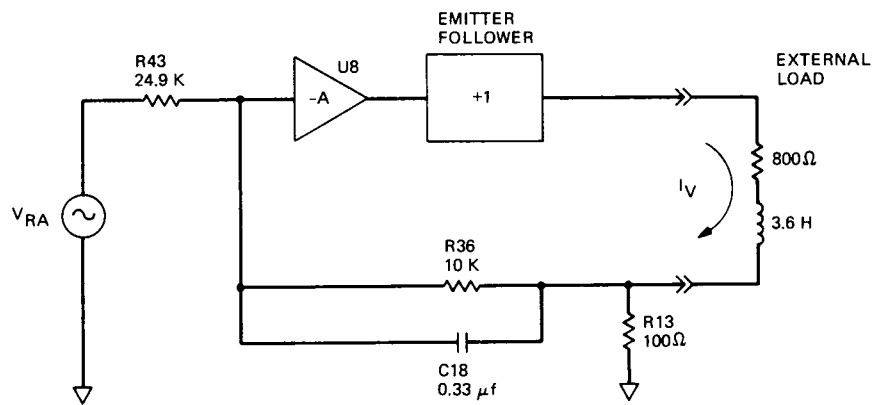 EMITTER
FOLLOWER
R43
24.9 K
U8
EXTERNAL
LOAD
-A
+1
800Ω
V_RA
I_V
3.6 H
R36
10 K
R13
100Ω
C18
0.33 μf